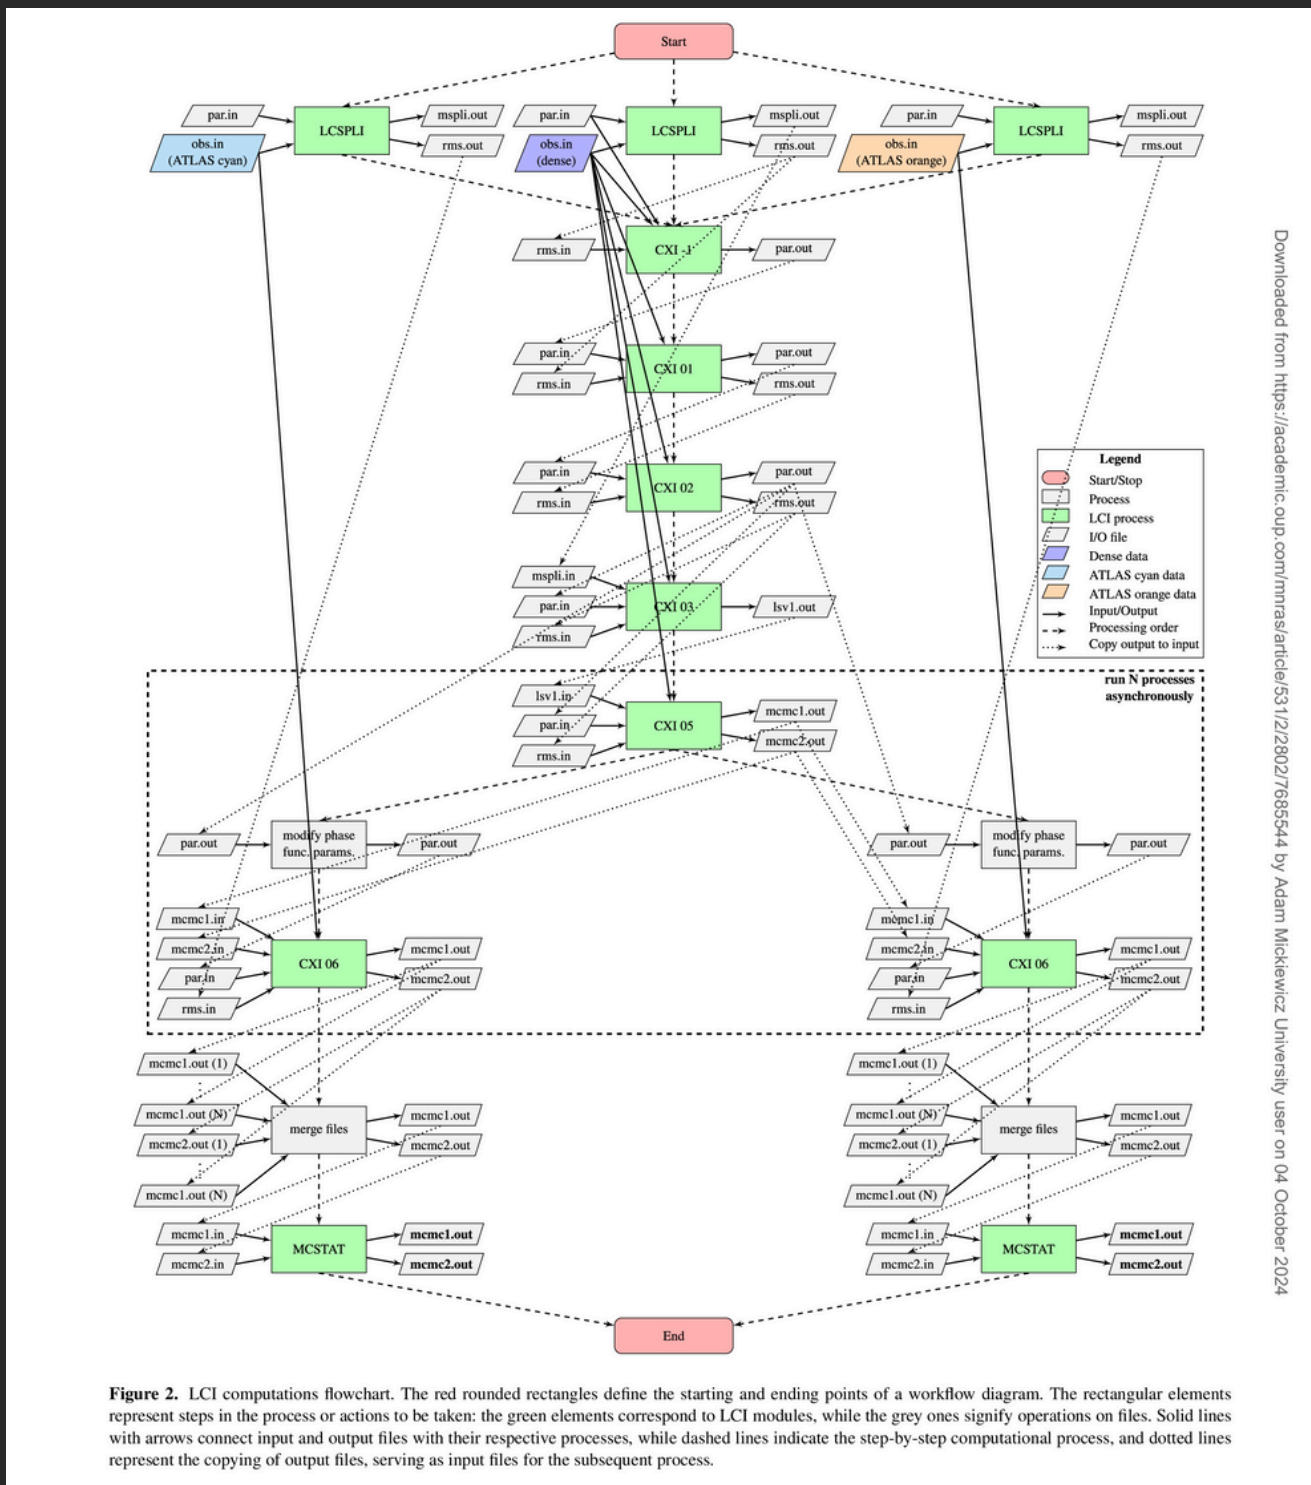 Start
par.in
LCSPLI
mspli.out
obs.in
(ATLAS cyan)
rms.out
par.in
LCSPLI
mspli.out
obs.in
(dense)
rms.out
par.in
LCSPLI
mspli.out
obs.in
(ATLAS orange)
rms.out
rms.in
CXI -1
par.out
par.in
CXI 01
par.out
rms.in
rms.out
par.in
CXI 02
par.out
rms.in
rms.out
mspli.in
par.in
CXI 03
lsv1.out
rms.in
Legend
Start/Stop
Process
LCI process
I/O file
Dense data
ATLAS cyan data
ATLAS orange data
Input/Output
Processing order
Copy output to input
run N processes
asynchronously
lsv1.in
par.in
CXI 05
mcmc1.out
rms.in
mcmc2.out
par.out
modify phase
func. params.
par.out
par.out
modify phase
func. params.
par.out
mcmc1.in
mcmc2.in
par.in
rms.in
CXI 06
mcmc1.out
mcmc2.out
mcmc1.in
mcmc2.in
par.in
rms.in
CXI 06
mcmc1.out
mcmc2.out
mcmc1.out (1)
mcmc1.out (N)
mcmc2.out (1)
mcmc1.out (N)
merge files
mcmc1.out
mcmc2.out
mcmc1.out (1)
mcmc1.out (N)
mcmc2.out (1)
mcmc1.out (N)
merge files
mcmc1.out
mcmc2.out
mcmc1.in
mcmc2.in
MCSTAT
mcmc1.out
mcmc2.out
mcmc1.in
mcmc2.in
MCSTAT
mcmc1.out
mcmc2.out
End
Figure 2. LCI computations flowchart. The red rounded rectangles define the starting and ending points of a workflow diagram. The rectangular elements
represent steps in the process or actions to be taken: the green elements correspond to LCI modules, while the grey ones signify operations on files. Solid lines
with arrows connect input and output files with their respective processes, while dashed lines indicate the step-by-step computational process, and dotted lines
represent the copying of output files, serving as input files for the subsequent process.
Downloaded from https://academic.oup.com/mnras/article/531/2/2802/7685544 by Adam Mickiewicz University user on 04 October 2024